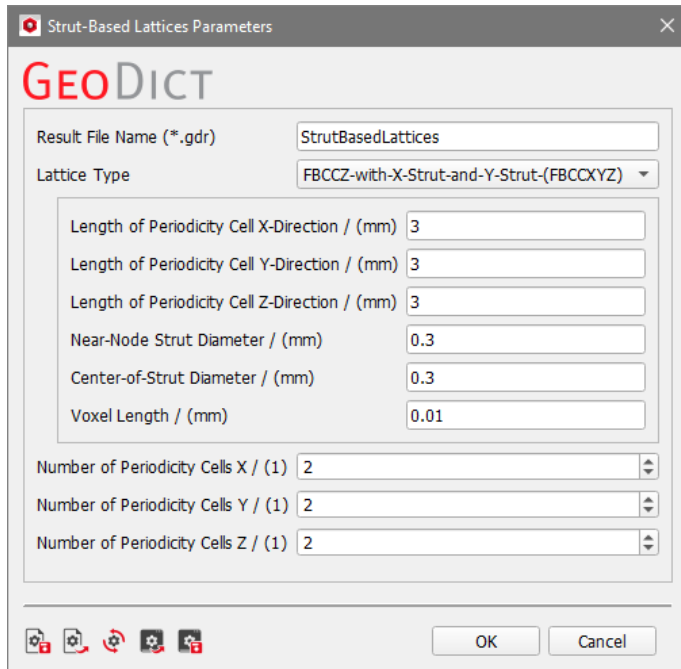 Strut-Based Lattices Parameters
GEODICT
Result File Name (*.gdr) StrutBasedLattices
Lattice Type FBCCZ-with-X-Strut-and-Y-Strut-(FBCCXYZ)
Length of Periodicity Cell X-Direction / (mm) 3
Length of Periodicity Cell Y-Direction / (mm) 3
Length of Periodicity Cell Z-Direction / (mm) 3
Near-Node Strut Diameter / (mm) 0.3
Center-of-Strut Diameter / (mm) 0.3
Voxel Length / (mm) 0.01
Number of Periodicity Cells X / (1) 2
Number of Periodicity Cells Y / (1) 2
Number of Periodicity Cells Z / (1) 2
OK Cancel